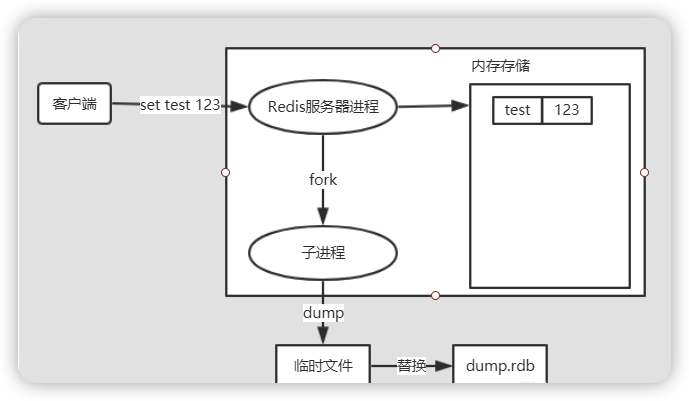 内存存储
客户端
set test 123
Redis服务器进程
test
123
fork
子进程
dump
临时文件
替换
dump.rdb